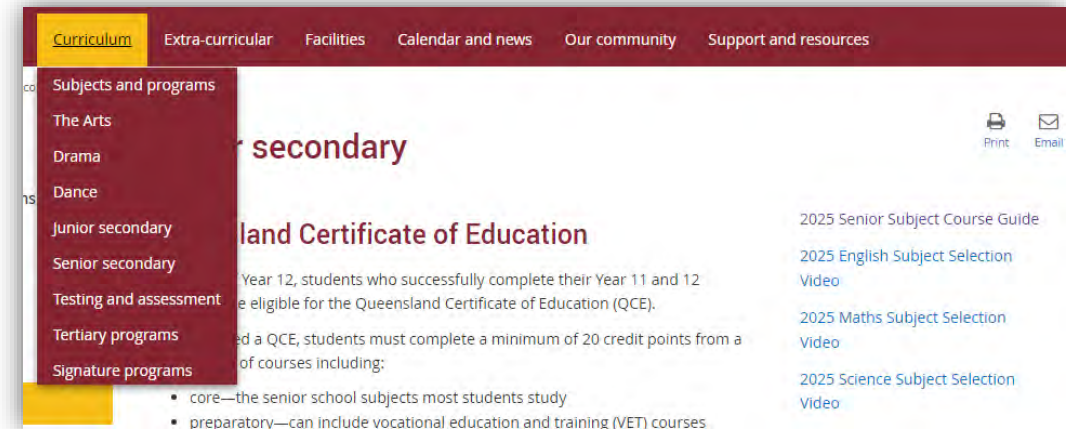 Curriculum Extra-curricular Facilities Calendar and news Our community Support and resources
Subjects and programs
The Arts
Drama
Dance
Junior secondary
Senior secondary
Testing and assessment
Tertiary programs
Signature programs
secondary
Print Email
land Certificate of Education
Year 12, students who successfully complete their Year 11 and 12
eligible for the Queensland Certificate of Education (QCE).
a QCE, students must complete a minimum of 20 credit points from a
of courses including:
• core—the senior school subjects most students study
• preparatory—can include vocational education and training (VET) courses
2025 Senior Subject Course Guide
2025 English Subject Selection
Video
2025 Maths Subject Selection
Video
2025 Science Subject Selection
Video